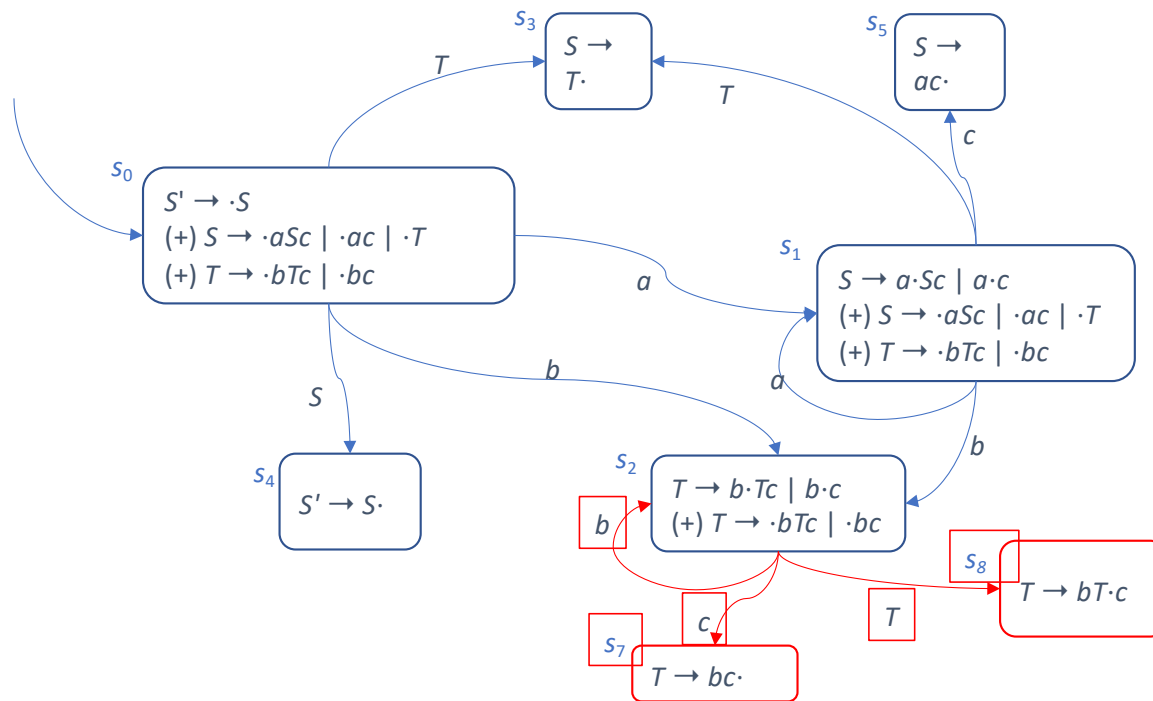 s3
S →
T·
s5
S →
ac·
T
T
c
s0
S' → ·S
(+) S → ·aSc | ·ac | ·T
(+) T → ·bTc | ·bc
s1
S → a·Sc | a·c
(+) S → ·aSc | ·ac | ·T
(+) T → ·bTc | ·bc
a
a
b
S
b
s4
S' → S·
s2
T → b·Tc | b·c
(+) T → ·bTc | ·bc
b
s8
T → bT·c
c
T
s7
T → bc·